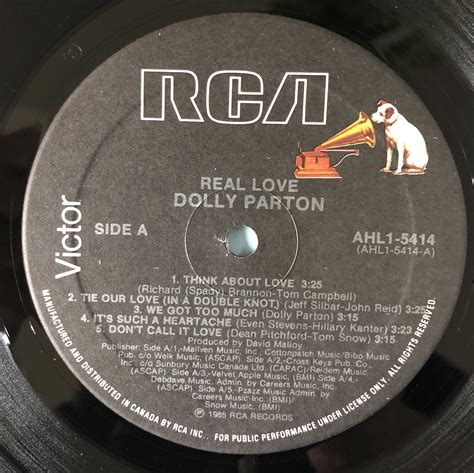 RCA
Victor
REAL LOVE
DOLLY PARTON
SIDE A
AHL1-5414
(AHL1-5414-A)
1. THINK ABOUT LOVE 3:25
(Richard (Spady) Brannon-Tom Campbell)
2. TIE OUR LOVE (IN A DOUBLE KNOT) (Jeff Silbar-John Reid) 3:25
3. WE GOT TOO MUCH (Dolly Parton) 3:22
4. IT'S SUCH A HEARTACHE (Even Stevens-Hillary Kanter) 3:22
5. DON'T CALL IT LOVE (Dean Pitchford-Tom Snow) 3:15
Produced by David Malloy
Publisher: Side A/1.-Mallven Music Inc., Cottonpatch Music/Bibo Music
Pub. c/o Welk Music (ASCAP) Side A/2.-Cross Keys Pub. Co.
Inc. c/o Sunbury Music Canada Ltd. (CAPAC)/Reidem Music.
(ASCAP) Side A/3.-Velvet Apple Music, (BMI) Side A/4.-
Debdave Music, Admin. by Careers Music, Inc.
(ASCAP) Side A/5.-Pzazz Music Admin by
Careers Music-Inc. (BMI)/
Snow Music, (BMI)
℗ 1985 RCA RECORDS
MANUFACTURED AND DISTRIBUTED IN CANADA BY RCA INC.. FOR PUBLIC PERFORMANCE UNDER LICENSE ONLY. ALL RIGHTS RESERVED.